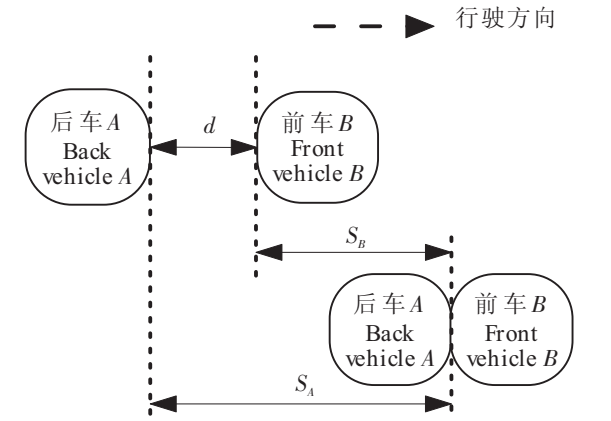 行驶方向
后车A
Back
vehicle A
d
前车B
Front
vehicle B
S_B
后车A
Back
vehicle A
前车B
Front
vehicle B
S_A